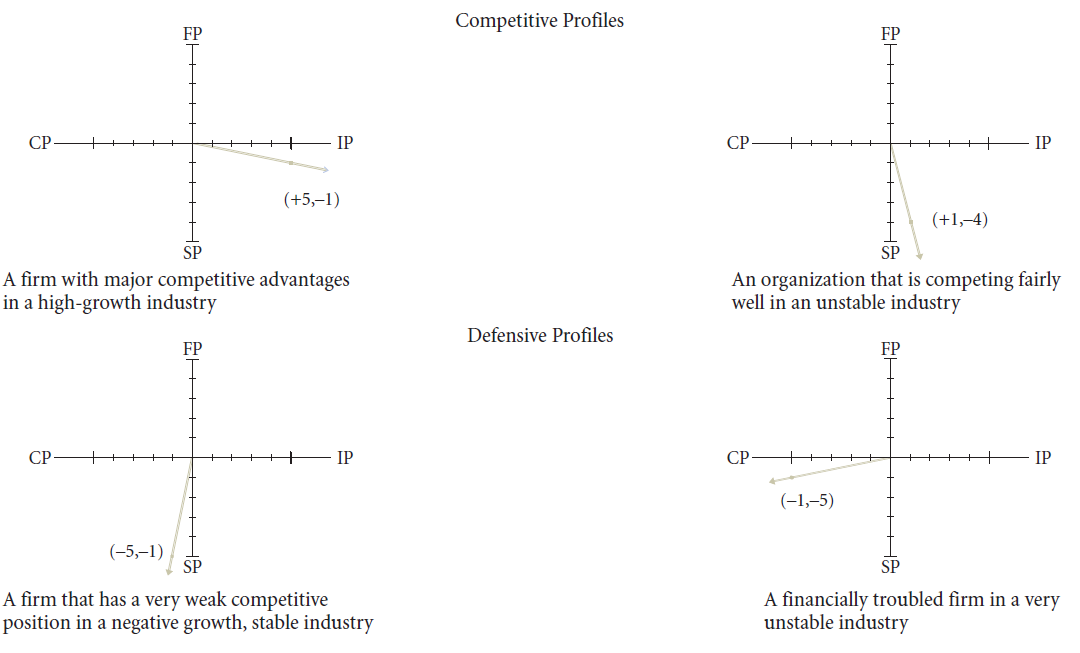 Competitive Profiles
FP
CP
IP
(+5,–1)
SP
A firm with major competitive advantages
in a high-growth industry
FP
CP
IP
(+1,–4)
SP
An organization that is competing fairly
well in an unstable industry
Defensive Profiles
FP
CP
IP
(–5,–1)
SP
A firm that has a very weak competitive
position in a negative growth, stable industry
FP
CP
IP
(–1,–5)
SP
A financially troubled firm in a very
unstable industry